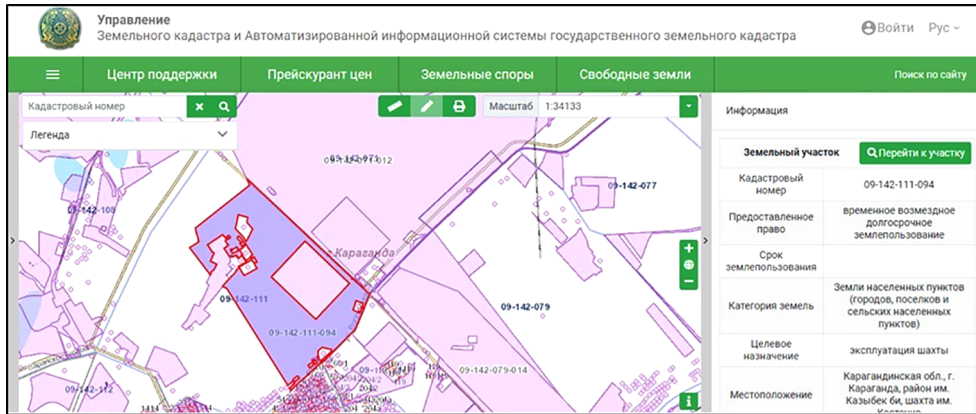 Управление
Земельного кадастра и Автоматизированной информационной системы государственного земельного кадастра
Войти Рус
Центр поддержки Прейскурант цен Земельные споры Свободные земли Поиск по сайту
Кадастровый номер
Масштаб 1:34133
Легенда
Информация
Земельный участок Перейти к участку
Кадастровый
номер
09-142-111-094
Предоставленное
право
временное возмездное
долгосрочное
землепользование
Срок
землепользования
Категория земель
Земли населенных пунктов
(городов, поселков и
сельских населенных
пунктов)
Целевое
назначение
эксплуатация шахты
Местоположение
Карагандинская обл., г.
Караганда, район им.
Казыбек би, шахта им.
09-142-077
09-142-108
Караганда
09-142-111
09-142-079
09-142-111-094
09-142-079-014
09-142-112